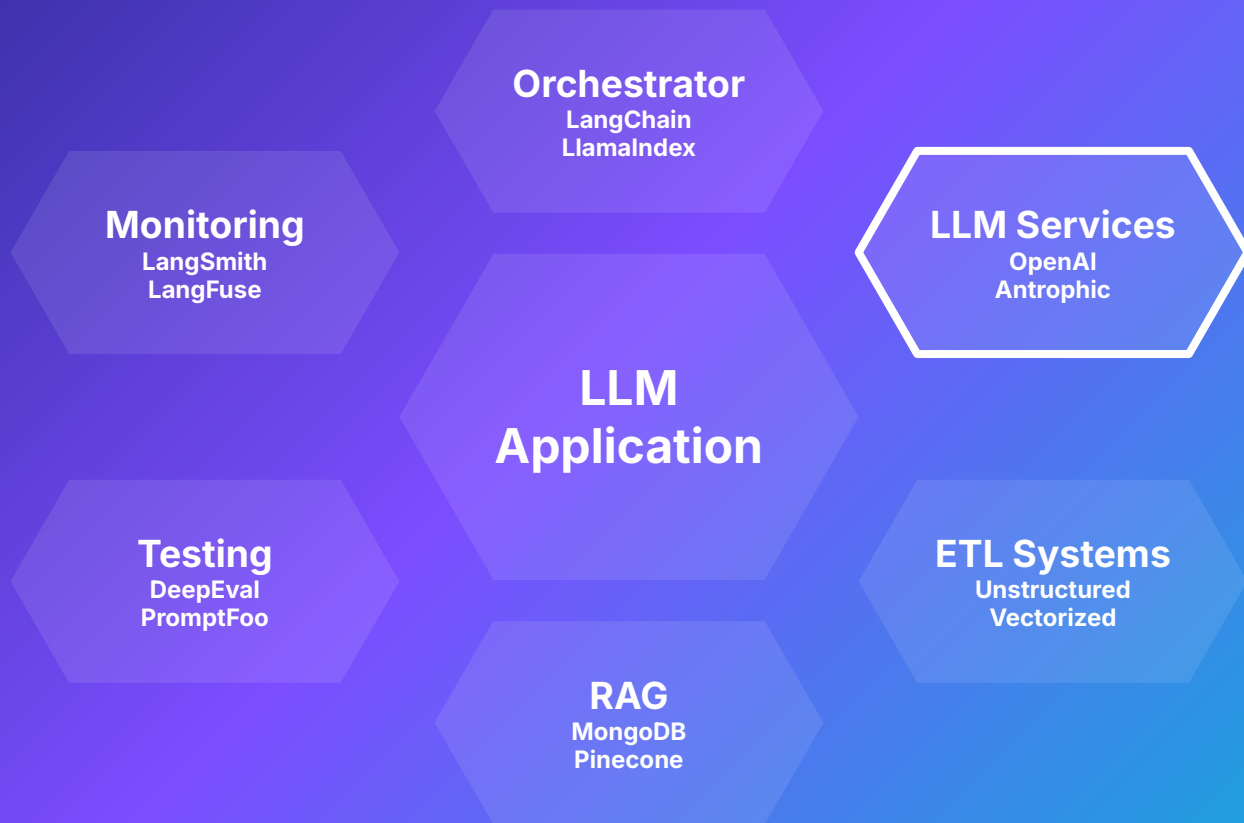 Orchestrator
LangChain
LlamaIndex
Monitoring
LangSmith
LangFuse
LLM Services
OpenAI
Antrophic
LLM
Application
Testing
DeepEval
PromptFoo
ETL Systems
Unstructured
Vectorized
RAG
MongoDB
Pinecone